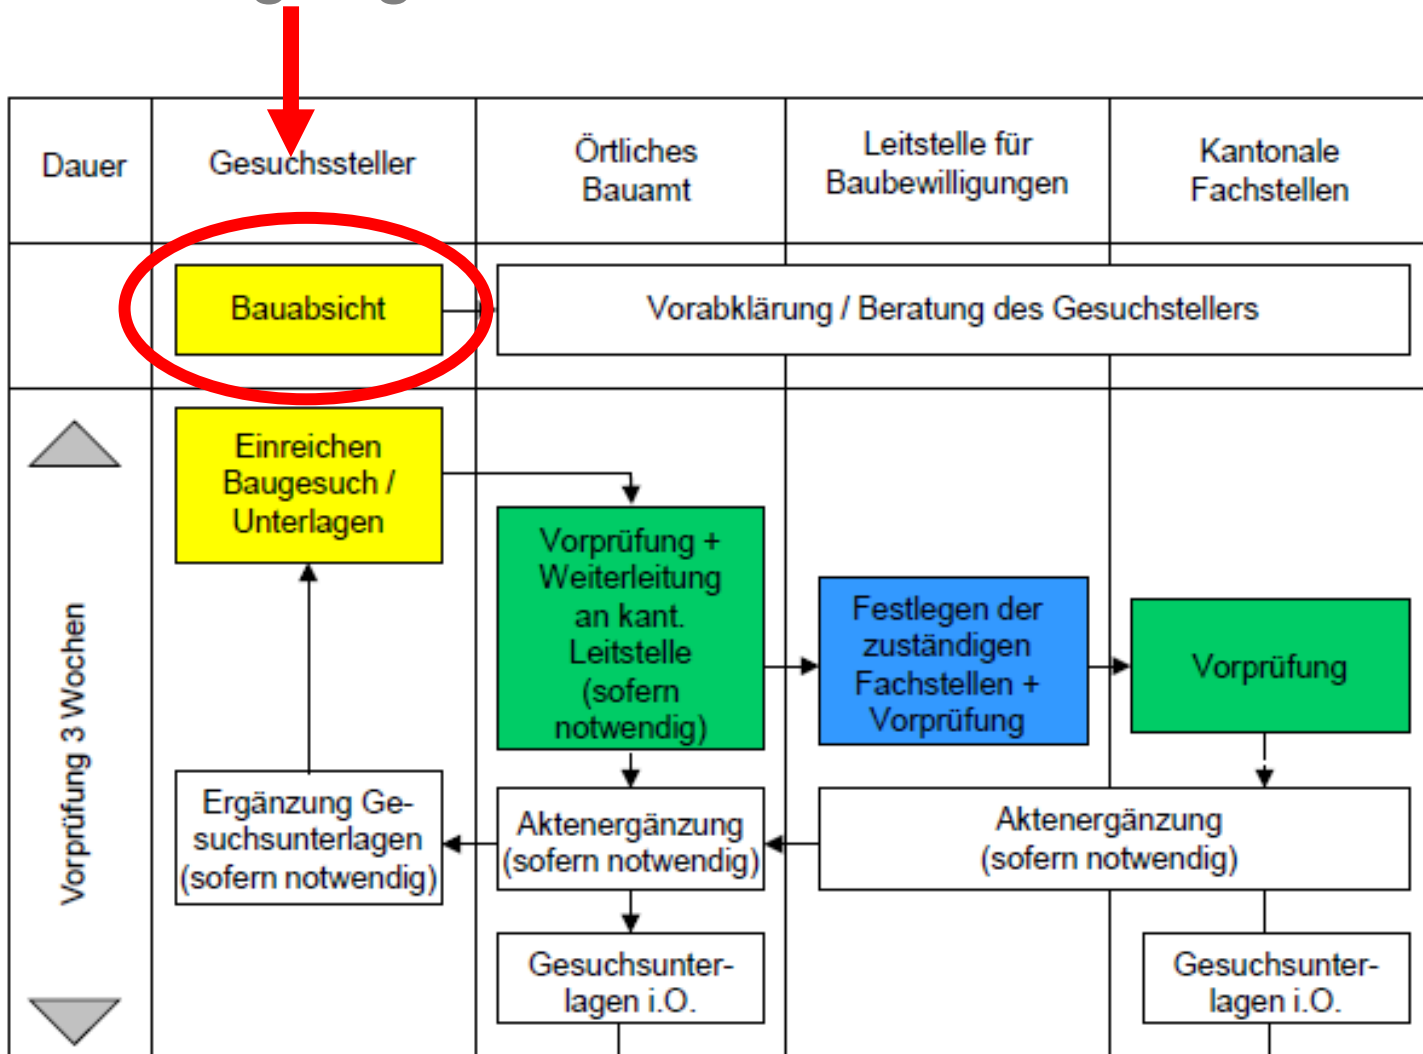 Dauer
Gesuchssteller
Örtliches
Bauamt
Leitstelle für
Baubewilligungen
Kantonale
Fachstellen
Bauabsicht
Vorabklärung / Beratung des Gesuchstellers
Vorprüfung 3 Wochen
Einreichen
Baugesuch /
Unterlagen
Vorprüfung +
Weiterleitung
an kant.
Leitstelle
(sofern
notwendig)
Festlegen der
zuständigen
Fachstellen +
Vorprüfung
Vorprüfung
Ergänzung Ge-
suchsunterlagen
(sofern notwendig)
Aktenergänzung
(sofern notwendig)
Aktenergänzung
(sofern notwendig)
Gesuchsunter-
lagen i.O.
Gesuchsunter-
lagen i.O.